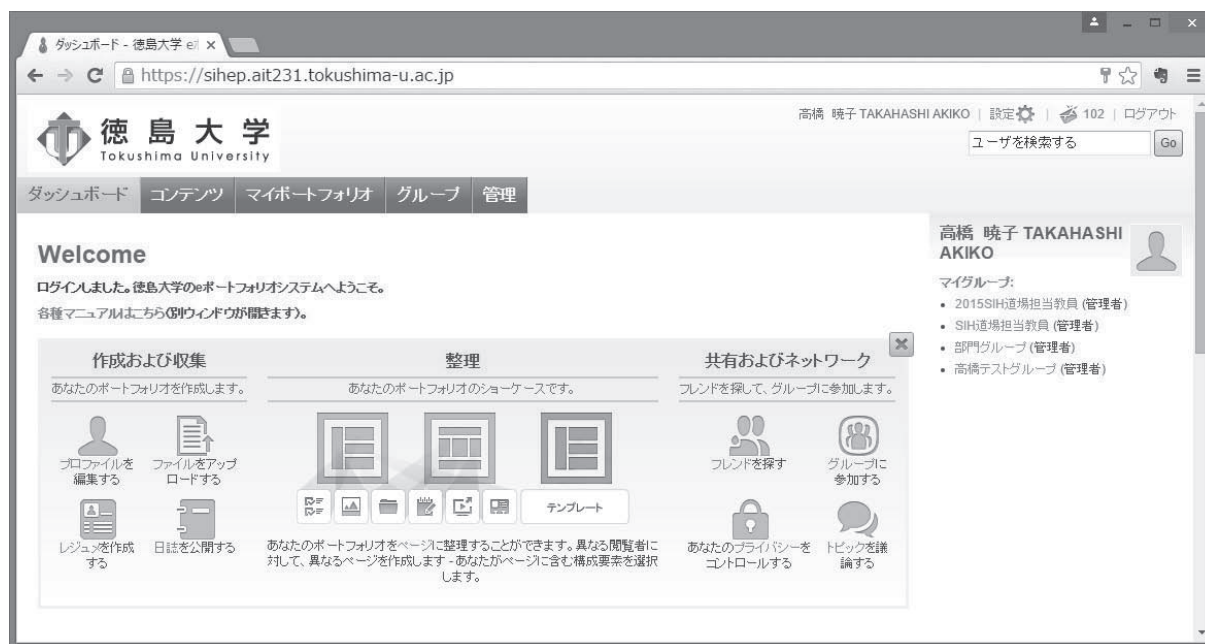 ダッシュボード - 徳島大学 e
https://sihep.ait231.tokushima-u.ac.jp
徳島大学
Tokushima University
高橋 暁子 TAKAHASHI AKIKO | 設定 | 102 | ログアウト
ユーザを検索する Go
ダッシュボード コンテンツ マイポートフォリオ グループ 管理
Welcome
ログインしました。徳島大学のeポートフォリオシステムへようこそ。
各種マニュアルはこちら(別ウィンドウが開きます)。
作成および収集
あなたのポートフォリオを作成します。
プロファイルを
編集する
ファイルをアップ
ロードする
レジュメを作成
する
日誌を公開する
整理
あなたのポートフォリオのショーケースです。
テンプレート
あなたのポートフォリオをページに整理することができます。異なる閲覧者に
対して、異なるページを作成します - あなたがページに含む構成要素を選択
します。
共有およびネットワーク
フレンドを探して、グループに参加します。
フレンドを探す
グループに
参加する
あなたのプライバシーを
コントロールする
トピックを議
論する
高橋 暁子 TAKAHASHI
AKIKO
マイグループ:
• 2015SIH道場担当教員 (管理者)
• SIH道場担当教員 (管理者)
• 部門グループ (管理者)
• 高橋テストグループ (管理者)